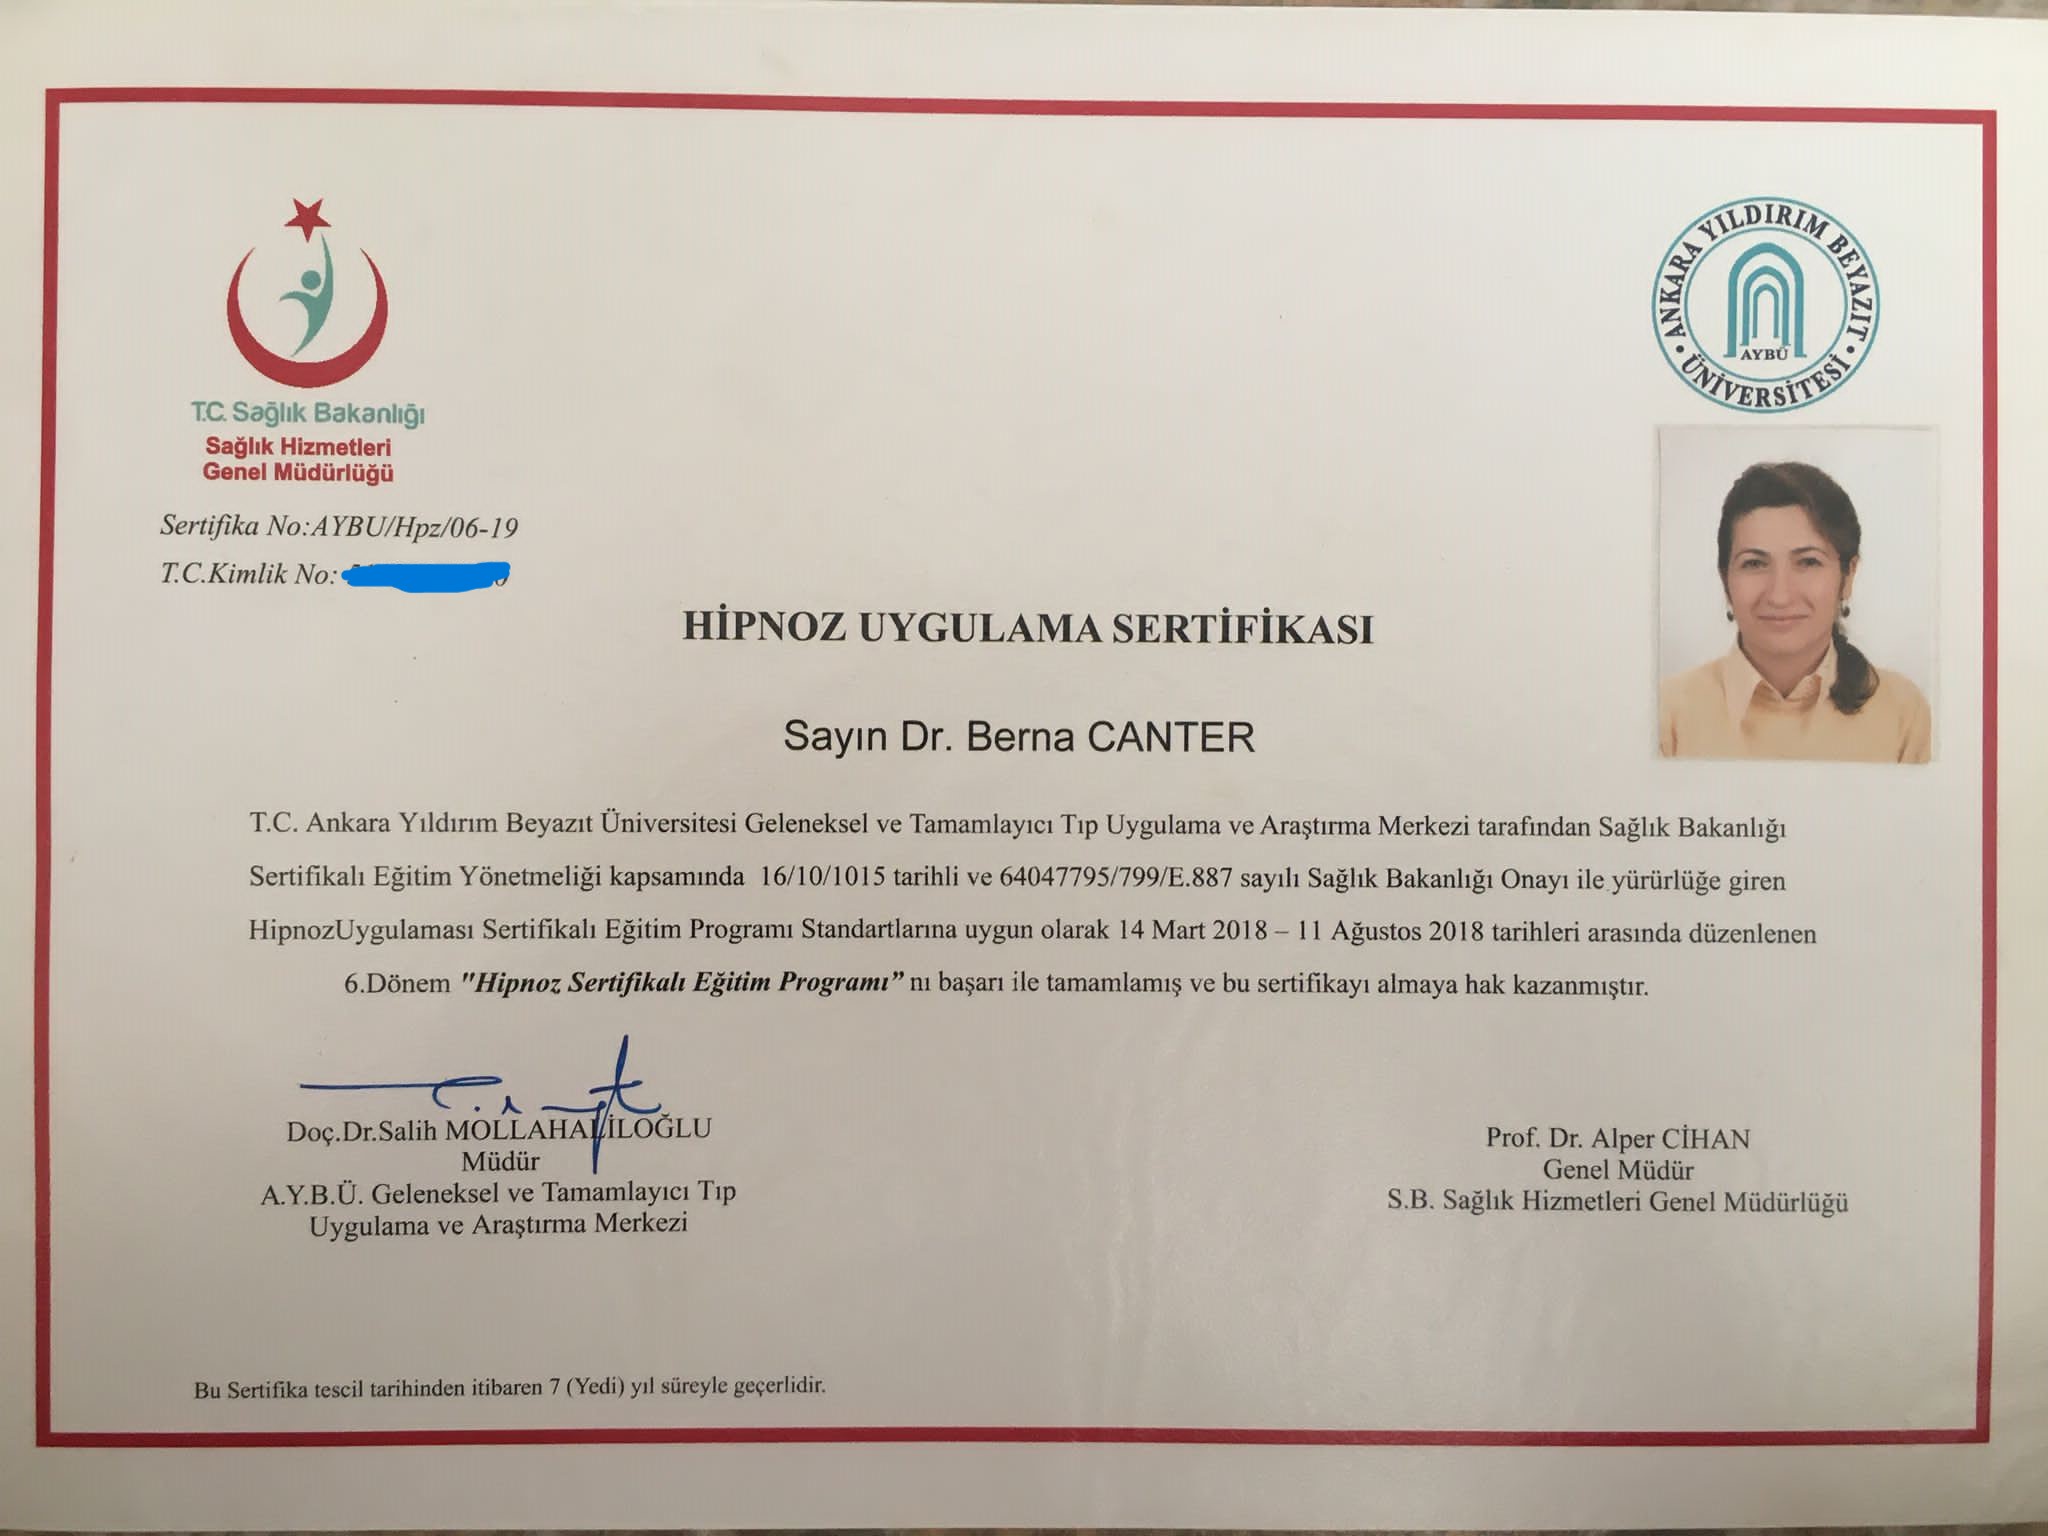 T.C. Sağlık Bakanlığı
Sağlık Hizmetleri
Genel Müdürlüğü
ANKARA YILDIRIM BEYAZIT
ÜNİVERSİTESİ
AYBÜ
Sertifika No:AYBU/Hpz/06-19
T.C.Kimlik No:
HİPNOZ UYGULAMA SERTİFİKASI
Sayın Dr. Berna CANTER
T.C. Ankara Yıldırım Beyazıt Üniversitesi Geleneksel ve Tamamlayıcı Tıp Uygulama ve Araştırma Merkezi tarafından Sağlık Bakanlığı
Sertifikalı Eğitim Yönetmeliği kapsamında 16/10/1015 tarihli ve 64047795/799/E.887 sayılı Sağlık Bakanlığı Onayı ile yürürlüğe giren
HipnozUygulaması Sertifikalı Eğitim Programı Standartlarına uygun olarak 14 Mart 2018 – 11 Ağustos 2018 tarihleri arasında düzenlenen
6.Dönem "Hipnoz Sertifikalı Eğitim Programı” nı başarı ile tamamlamış ve bu sertifikayı almaya hak kazanmıştır.
Doç.Dr.Salih MOLLAHALİLOĞLU
Müdür
A.Y.B.Ü. Geleneksel ve Tamamlayıcı Tıp
Uygulama ve Araştırma Merkezi
Prof. Dr. Alper CİHAN
Genel Müdür
S.B. Sağlık Hizmetleri Genel Müdürlüğü
Bu Sertifika tescil tarihinden itibaren 7 (Yedi) yıl süreyle geçerlidir.